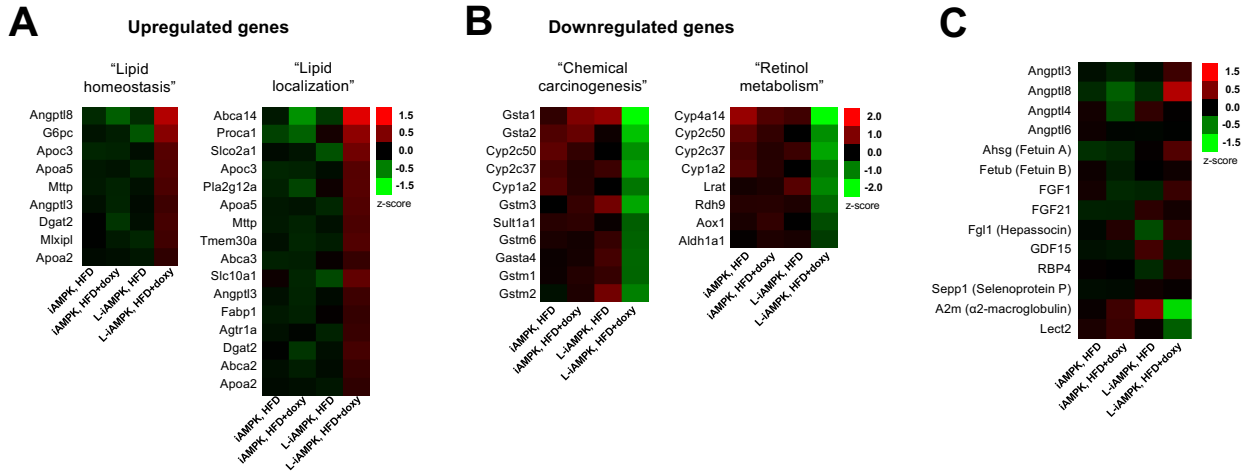 A
Upregulated genes
“Lipid
homeostasis”
Angptl8
G6pc
Apoc3
Apoa5
Mttp
Angptl3
Dgat2
Mlxipl
Apoa2
iAMPK, HFD
iAMPK, HFD+doxy
L-iAMPK, HFD
L-iAMPK, HFD+doxy
“Lipid
localization”
Abca14
Proca1
Slco2a1
Apoc3
Pla2g12a
Apoa5
Mttp
Tmem30a
Abca3
Slc10a1
Angptl3
Fabp1
Agtr1a
Dgat2
Abca2
Apoa2
iAMPK, HFD
iAMPK, HFD+doxy
L-iAMPK, HFD
L-iAMPK, HFD+doxy
1.5
0.5
0.0
-0.5
-1.5
z-score
B
Downregulated genes
“Chemical
carcinogenesis”
Gsta1
Gsta2
Cyp2c50
Cyp2c37
Cyp1a2
Gstm3
Sult1a1
Gstm6
Gasta4
Gstm1
Gstm2
iAMPK, HFD
iAMPK, HFD+doxy
L-iAMPK, HFD
L-iAMPK, HFD+doxy
“Retinol
metabolism”
Cyp4a14
Cyp2c50
Cyp2c37
Cyp1a2
Lrat
Rdh9
Aox1
Aldh1a1
iAMPK, HFD
iAMPK, HFD+doxy
L-iAMPK, HFD
L-iAMPK, HFD+doxy
2.0
1.0
0.0
-1.0
-2.0
z-score
C
Angptl3
Angptl8
Angptl4
Angptl6
Ahsg (Fetuin A)
Fetub (Fetuin B)
FGF1
FGF21
Fgl1 (Hepassocin)
GDF15
RBP4
Sepp1 (Selenoprotein P)
A2m (α2-macroglobulin)
Lect2
iAMPK, HFD
iAMPK, HFD+doxy
L-iAMPK, HFD
L-iAMPK, HFD+doxy
1.5
0.5
0.0
-0.5
-1.5
z-score